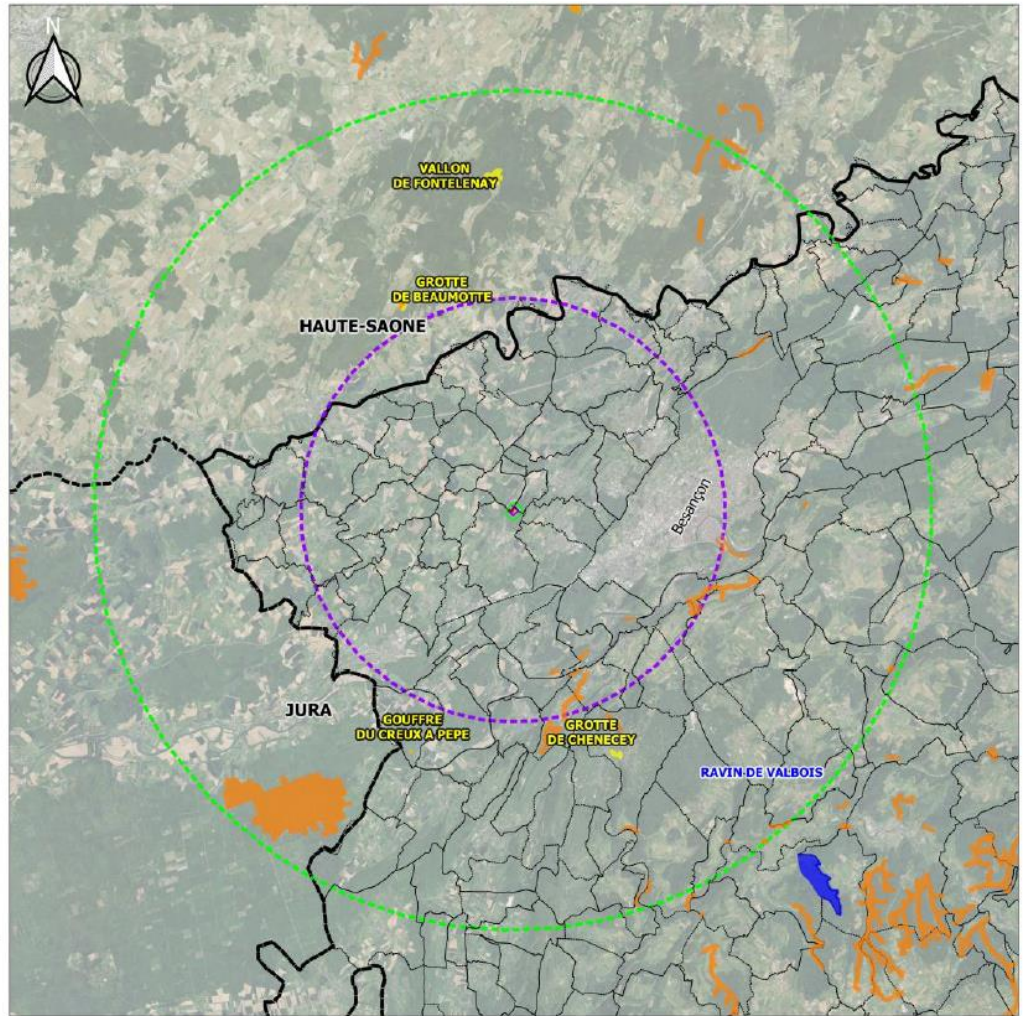 N
VALLON
DE FONTELENAY
GROTTE
DE BEAUMOTTE
HAUTE-SAONE
Besançon
JURA
GOUFFRE
DU CREUX A PEPE
GROTTE
DE CHENECEY
RAVIN DE VALBOIS